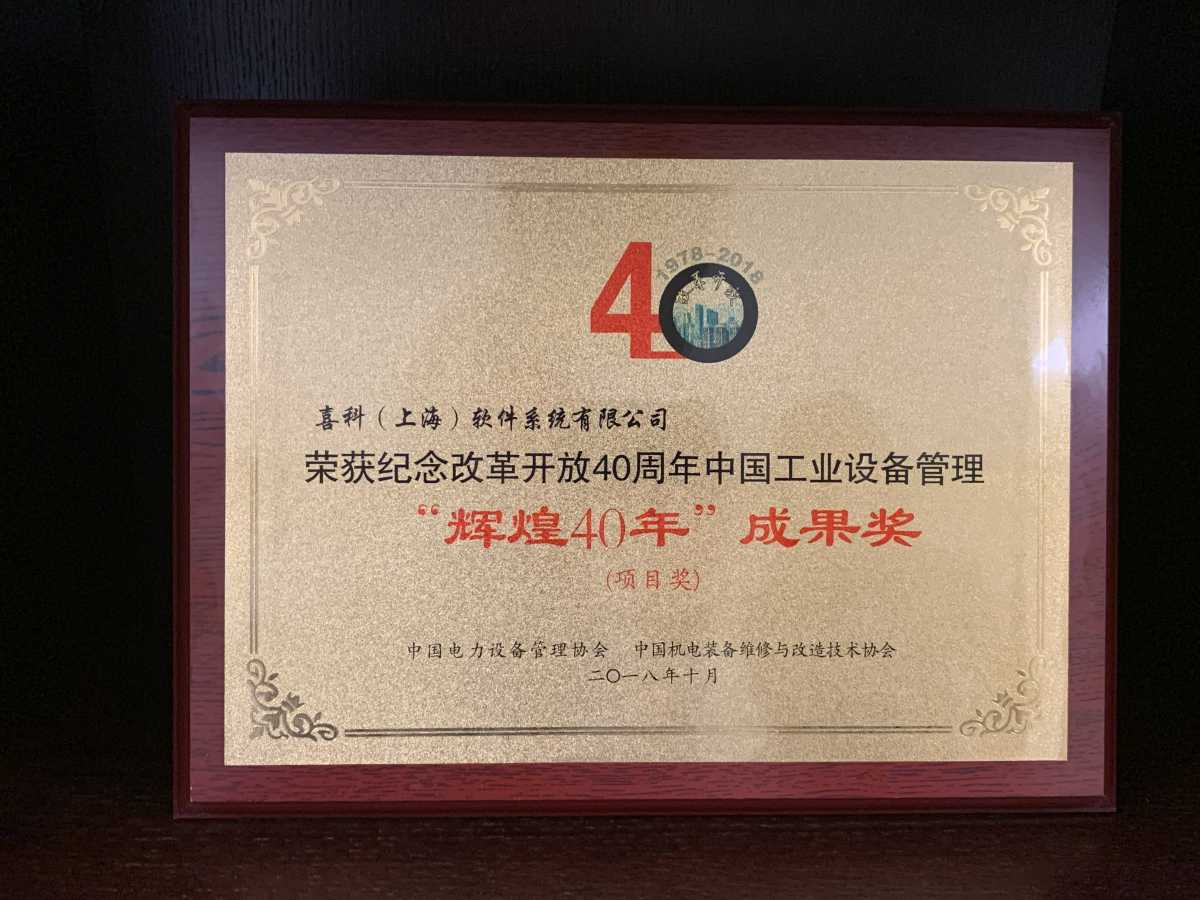 40
1978-2018
改革开放
喜科（上海）软件系统有限公司
荣获纪念改革开放40周年中国工业设备管理
“辉煌40年”成果奖
(项目奖)
中国电力设备管理协会 中国机电装备维修与改造技术协会
二〇一八年十月